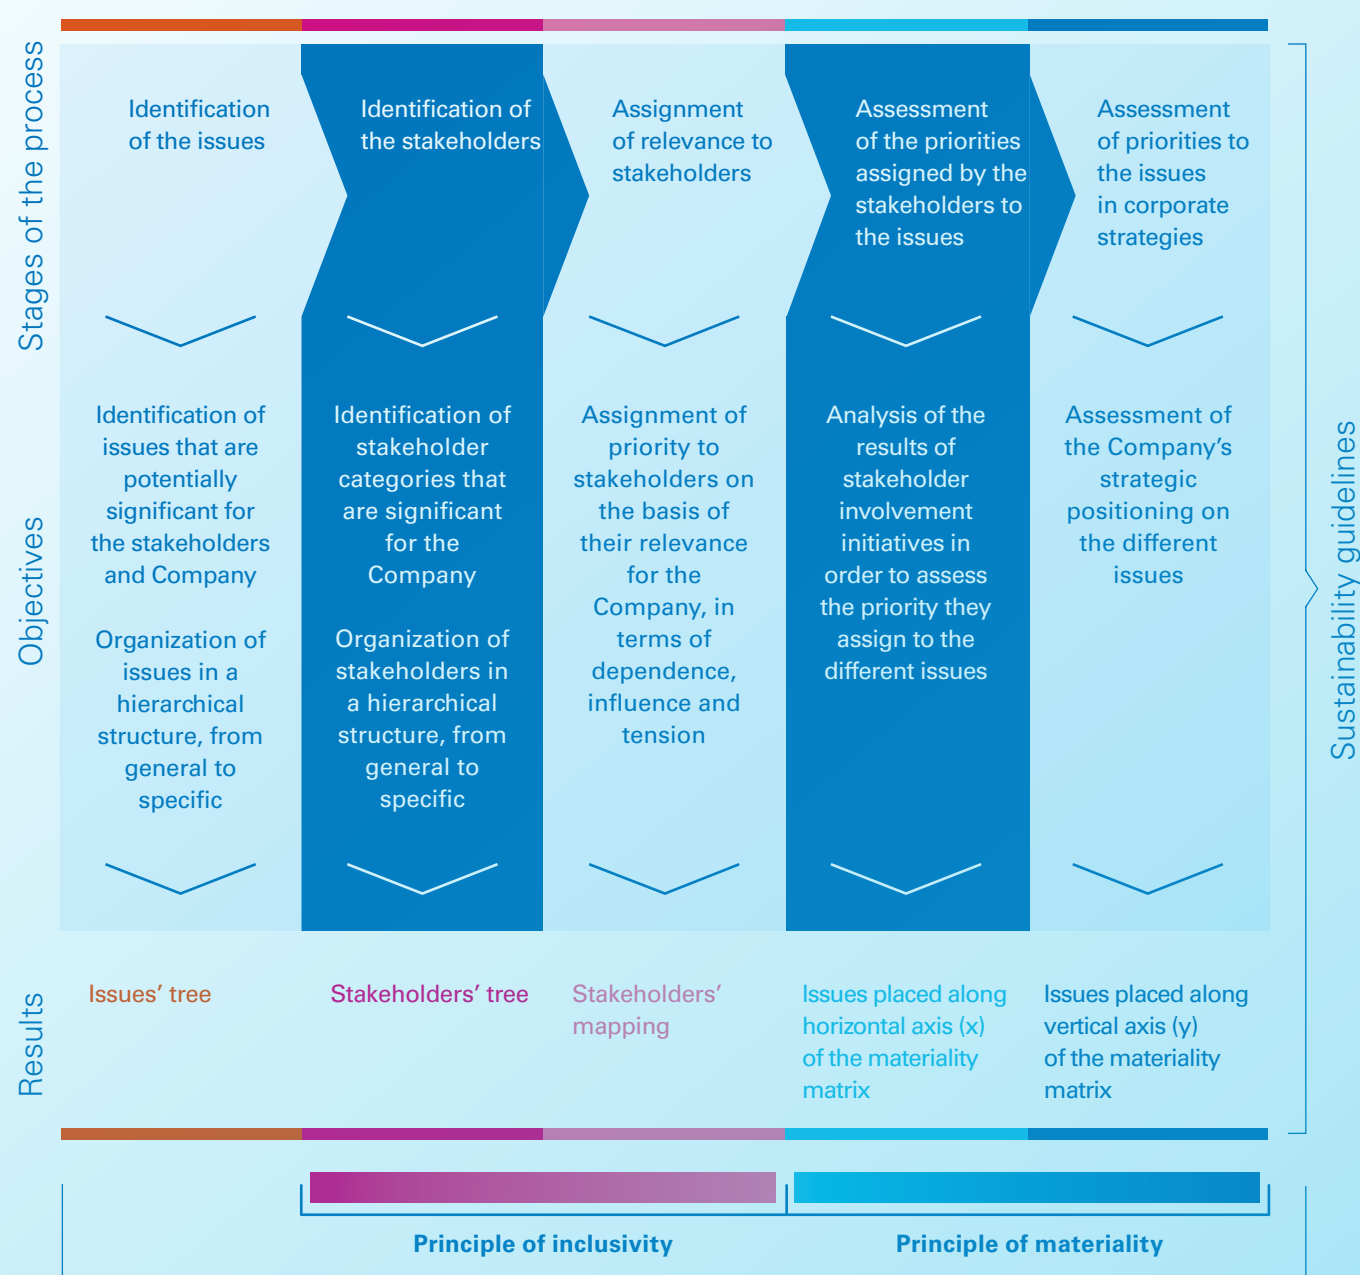 Stages of the process
Identification
of the issues
Identification of
the stakeholders
Assignment
of relevance to
stakeholders
Assessment
of the priorities
assigned by the
stakeholders to
the issues
Assessment
of priorities to
the issues
in corporate
strategies
Objectives
Identification of
issues that are
potentially
significant for
the stakeholders
and Company
Organization of
issues in a
hierarchical
structure, from
general to
specific
Identification of
stakeholder
categories that
are significant
for the
Company
Organization of
stakeholders in
a hierarchical
structure, from
general to
specific
Assignment of
priority to
stakeholders on
the basis of
their relevance
for the
Company, in
terms of
dependence,
influence and
tension
Analysis of the
results of
stakeholder
involvement
initiatives in
order to assess
the priority they
assign to the
different issues
Assessment of
the Company’s
strategic
positioning on
the different
issues
Results
Issues’ tree
Stakeholders’ tree
Stakeholders’
mapping
Issues placed along
horizontal axis (x)
of the materiality
matrix
Issues placed along
vertical axis (y)
of the materiality
matrix
Sustainability guidelines
Principle of inclusivity
Principle of materiality